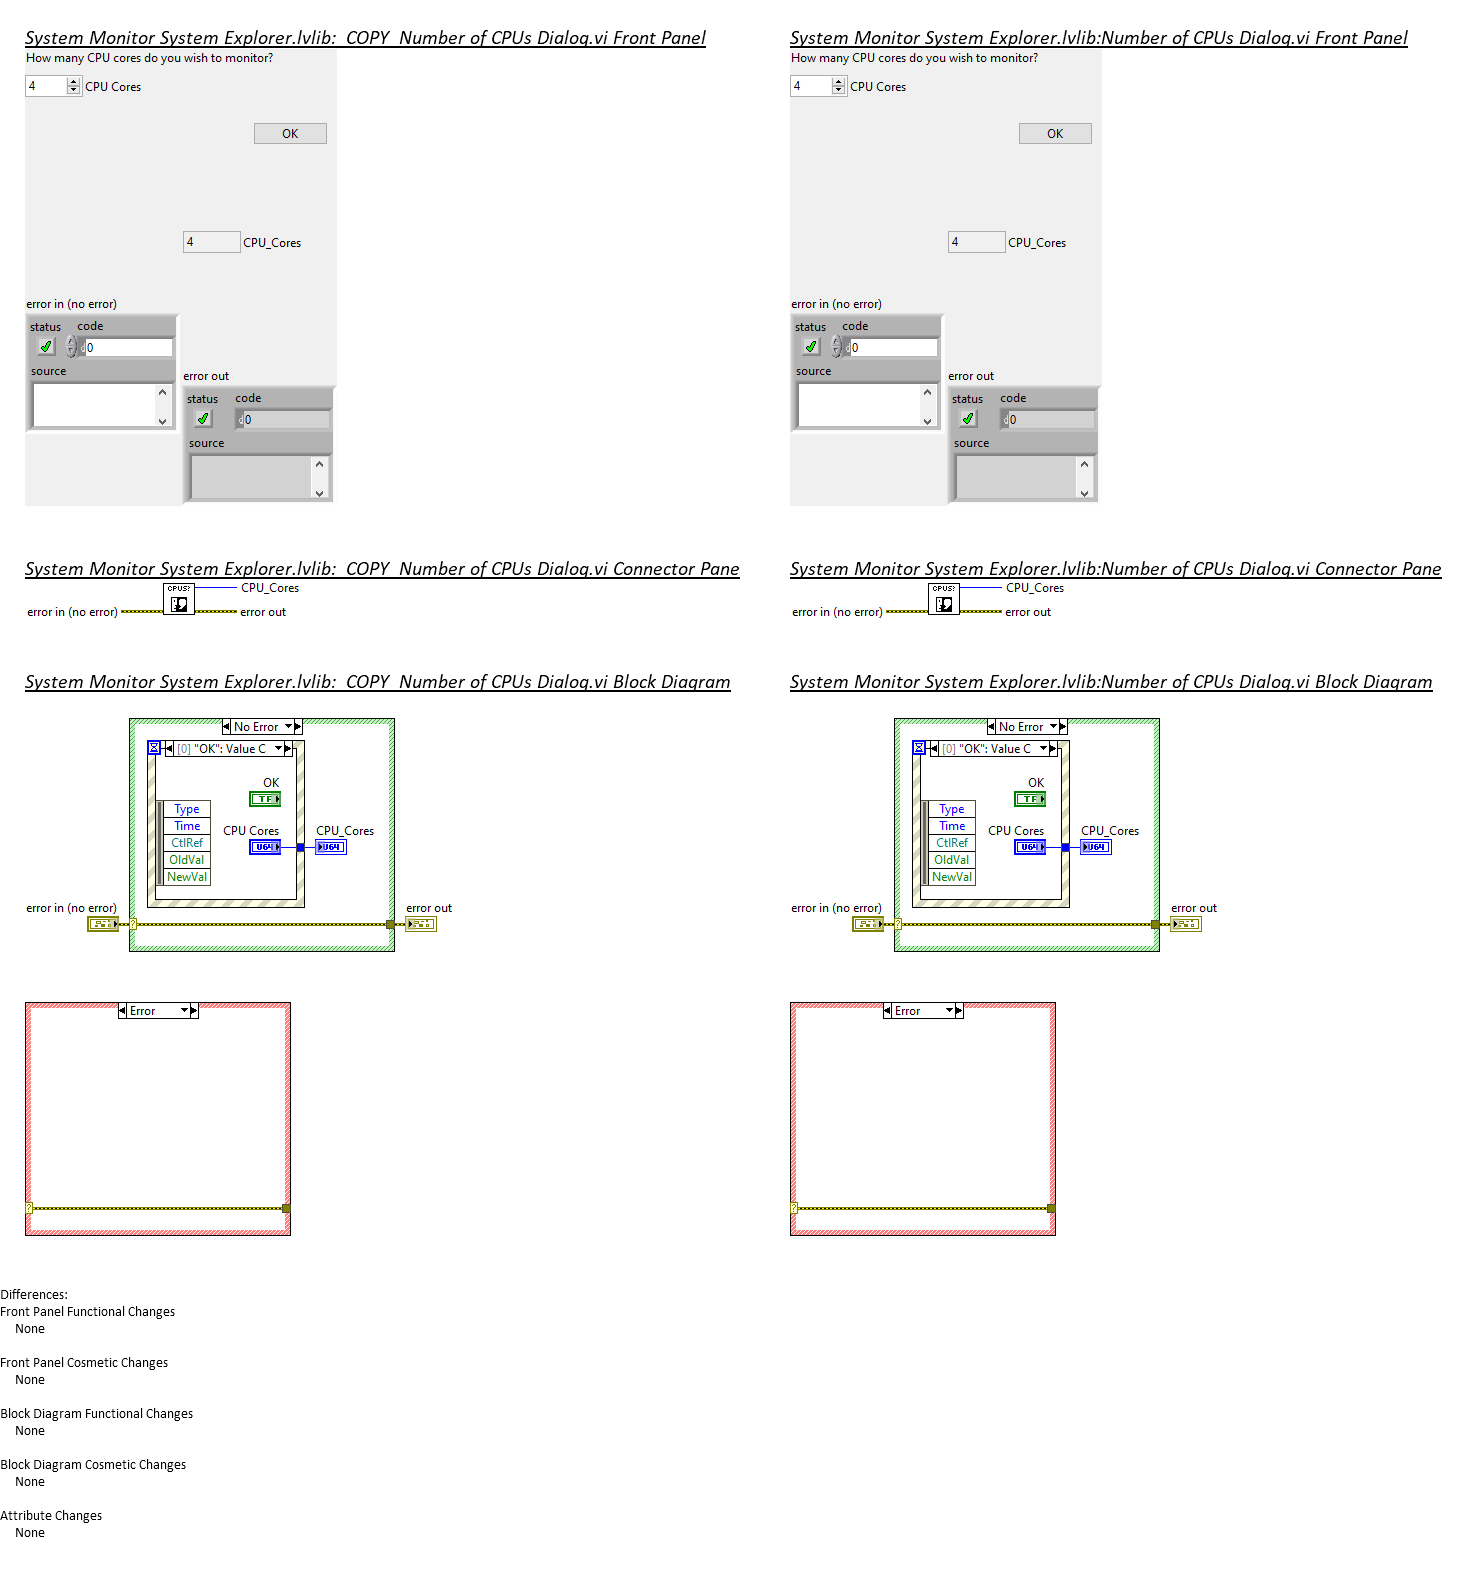 System Monitor System Explorer.lvlib:  COPY  Number of CPUs Dialog.vi Front Panel
How many CPU cores do you wish to monitor?
4 CPU Cores
OK
4 CPU_Cores
error in (no error)
status code
0
source
error out
status code
0
source
System Monitor System Explorer.lvlib:Number of CPUs Dialog.vi Front Panel
How many CPU cores do you wish to monitor?
4 CPU Cores
OK
4 CPU_Cores
error in (no error)
status code
0
source
error out
status code
0
source
System Monitor System Explorer.lvlib:  COPY  Number of CPUs Dialog.vi Connector Pane
CPUS?
CPU_Cores
error in (no error) error out
System Monitor System Explorer.lvlib:Number of CPUs Dialog.vi Connector Pane
CPUS?
CPU_Cores
error in (no error) error out
System Monitor System Explorer.lvlib:  COPY  Number of CPUs Dialog.vi Block Diagram
No Error
[0] "OK": Value C
OK
TF
Type
Time
CtlRef
OldVal
NewVal
CPU Cores
U64
CPU_Cores
U64
error in (no error)
?
error out
Error
?
System Monitor System Explorer.lvlib:Number of CPUs Dialog.vi Block Diagram
No Error
[0] "OK": Value C
OK
TF
Type
Time
CtlRef
OldVal
NewVal
CPU Cores
U64
CPU_Cores
U64
error in (no error)
?
error out
Error
?
Differences:
Front Panel Functional Changes
None
Front Panel Cosmetic Changes
None
Block Diagram Functional Changes
None
Block Diagram Cosmetic Changes
None
Attribute Changes
None